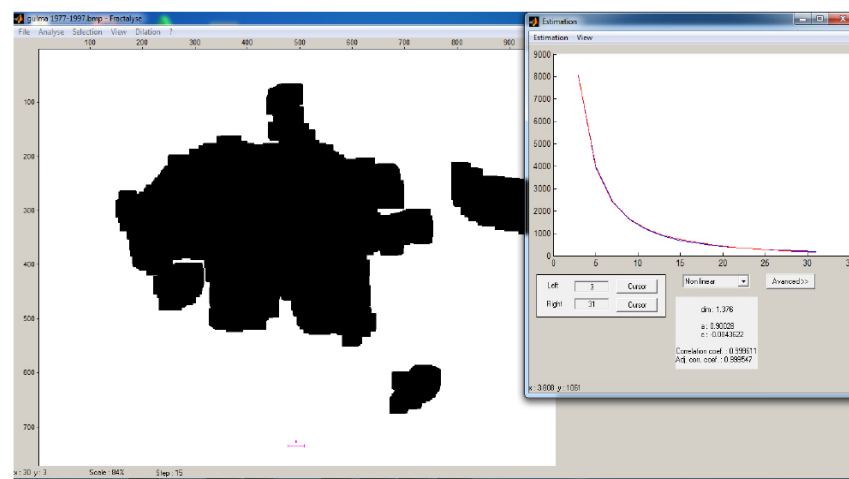 gulma 1977-1997.bmp - Fractalyse
File Analyse Selection View Dilation ?
100 200 300 400 500 600 700 800 900
100
200
300
400
500
600
700
x: 30 y: 3 Scale : 84% Step : 15
Estimation
Estimation View
9000
8000
7000
6000
5000
4000
3000
2000
1000
0
0 5 10 15 20 25 30
Left 3 Cursor
Right 31 Cursor
Non linear Avanced>>
dim : 1.376
a : 0.90028
c : -0.0043622
Correlation coef. : 0.999611
Adj. corr. coef. : 0.999547
x : 3.808 y : 1061